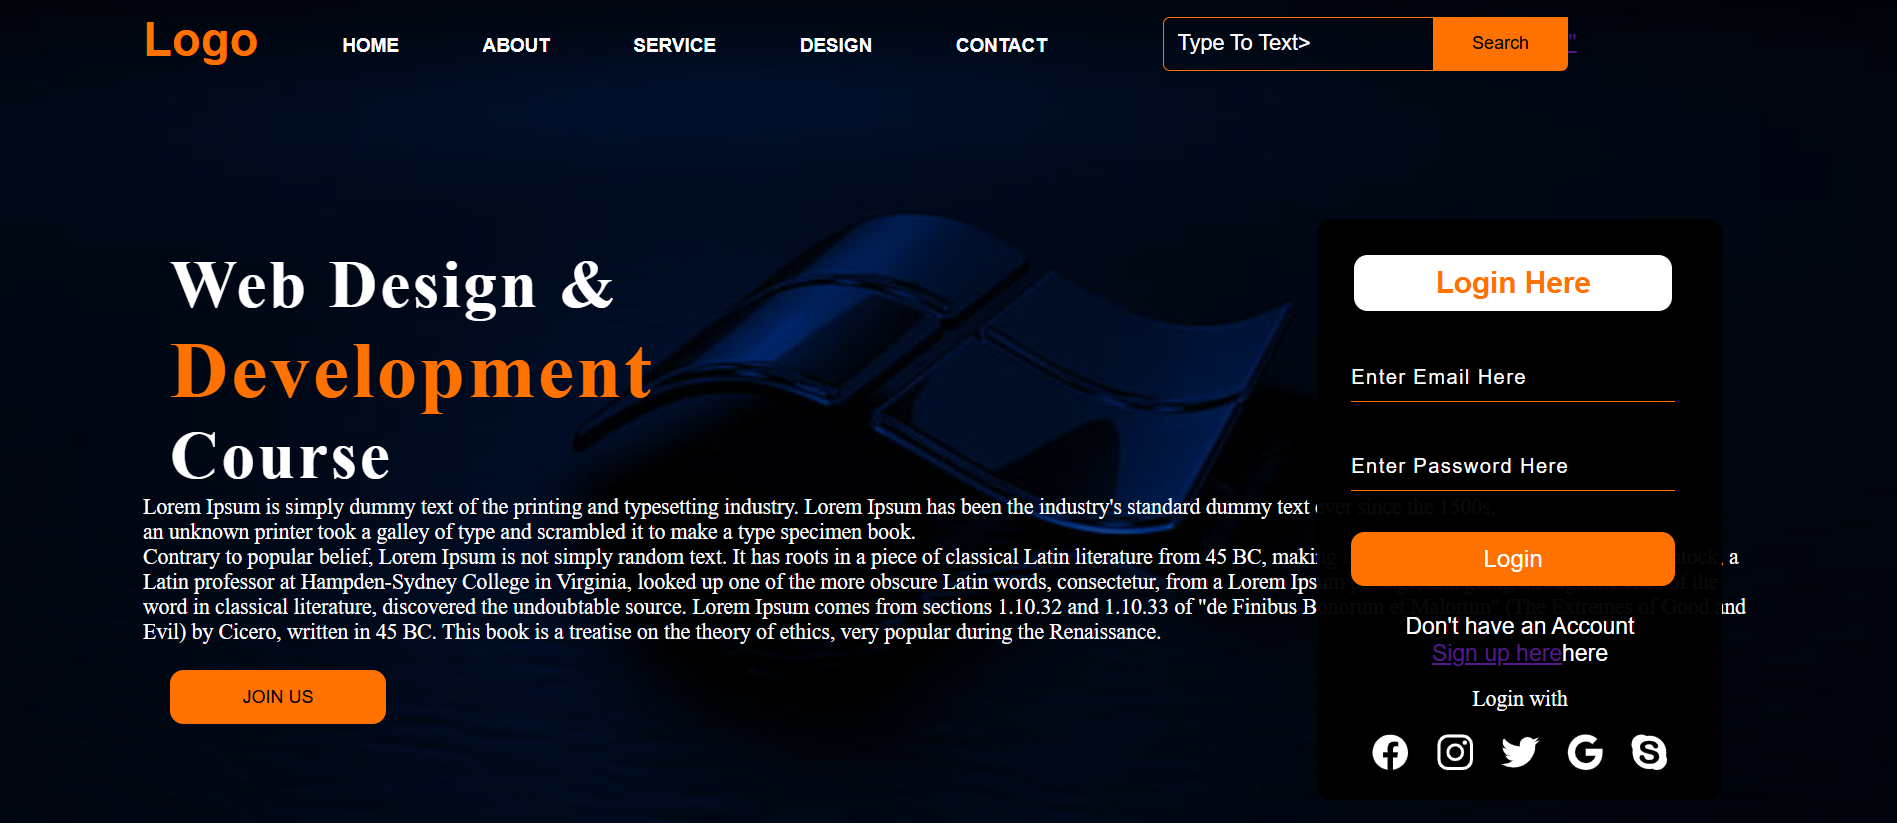 Logo HOME ABOUT SERVICE DESIGN CONTACT Type To Text> Search "
Web Design &
Development
Course
Lorem Ipsum is simply dummy text of the printing and typesetting industry. Lorem Ipsum has been the industry's standard dummy text ever since the 1500s,
an unknown printer took a galley of type and scrambled it to make a type specimen book.
Contrary to popular belief, Lorem Ipsum is not simply random text. It has roots in a piece of classical Latin literature from 45 BC, making , a
Latin professor at Hampden-Sydney College in Virginia, looked up one of the more obscure Latin words, consectetur, from a Lorem Ipsum of the
word in classical literature, discovered the undoubtable source. Lorem Ipsum comes from sections 1.10.32 and 1.10.33 of "de Finibus Bonorum et Malorum" (The Extremes of Good and
Evil) by Cicero, written in 45 BC. This book is a treatise on the theory of ethics, very popular during the Renaissance.
JOIN US
Login Here
Enter Email Here
Enter Password Here
Login
Don't have an Account
Sign up herehere
Login with